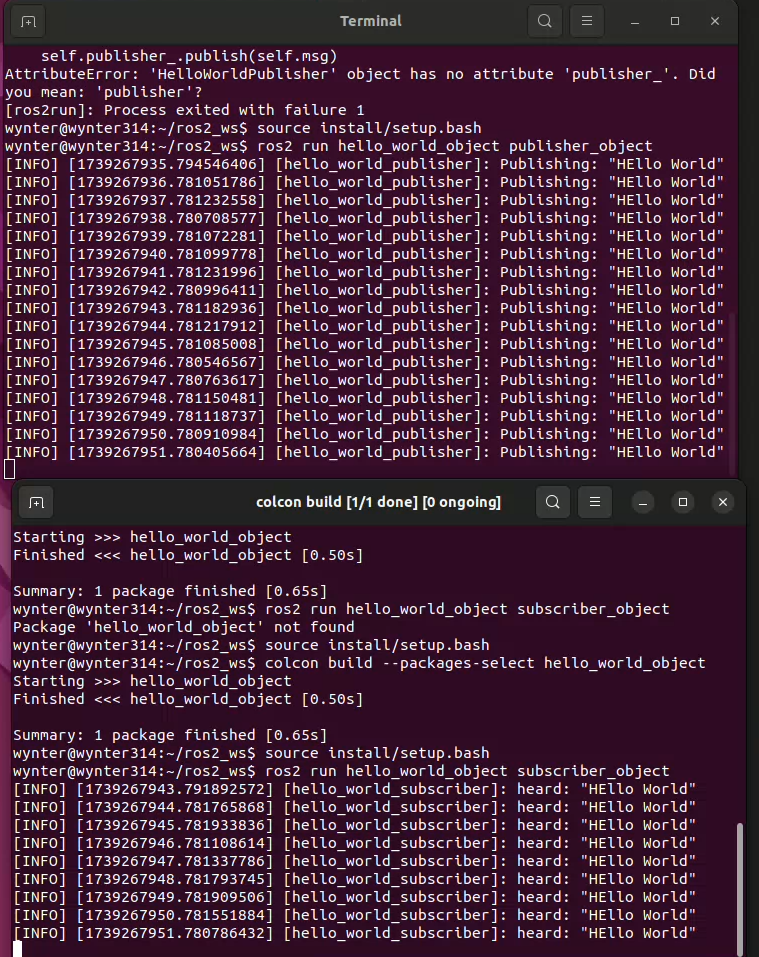 Terminal
self.publisher_.publish(self.msg)
AttributeError: 'HelloWorldPublisher' object has no attribute 'publisher_'. Did
you mean: 'publisher'?
[ros2run]: Process exited with failure 1
wynter@wynter314:~/ros2_ws$ source install/setup.bash
wynter@wynter314:~/ros2_ws$ ros2 run hello_world_object publisher_object
[INFO] [1739267935.794546406] [hello_world_publisher]: Publishing: "HEllo World"
[INFO] [1739267936.781051786] [hello_world_publisher]: Publishing: "HEllo World"
[INFO] [1739267937.781232558] [hello_world_publisher]: Publishing: "HEllo World"
[INFO] [1739267938.780708577] [hello_world_publisher]: Publishing: "HEllo World"
[INFO] [1739267939.781072281] [hello_world_publisher]: Publishing: "HEllo World"
[INFO] [1739267940.781099778] [hello_world_publisher]: Publishing: "HEllo World"
[INFO] [1739267941.781231996] [hello_world_publisher]: Publishing: "HEllo World"
[INFO] [1739267942.780996411] [hello_world_publisher]: Publishing: "HEllo World"
[INFO] [1739267943.781182936] [hello_world_publisher]: Publishing: "HEllo World"
[INFO] [1739267944.781217912] [hello_world_publisher]: Publishing: "HEllo World"
[INFO] [1739267945.781085008] [hello_world_publisher]: Publishing: "HEllo World"
[INFO] [1739267946.780546567] [hello_world_publisher]: Publishing: "HEllo World"
[INFO] [1739267947.780763617] [hello_world_publisher]: Publishing: "HEllo World"
[INFO] [1739267948.781150481] [hello_world_publisher]: Publishing: "HEllo World"
[INFO] [1739267949.781118737] [hello_world_publisher]: Publishing: "HEllo World"
[INFO] [1739267950.780910984] [hello_world_publisher]: Publishing: "HEllo World"
[INFO] [1739267951.780405664] [hello_world_publisher]: Publishing: "HEllo World"
colcon build [1/1 done] [0 ongoing]
Starting >>> hello_world_object
Finished <<< hello_world_object [0.50s]
Summary: 1 package finished [0.65s]
wynter@wynter314:~/ros2_ws$ ros2 run hello_world_object subscriber_object
Package 'hello_world_object' not found
wynter@wynter314:~/ros2_ws$ source install/setup.bash
wynter@wynter314:~/ros2_ws$ colcon build --packages-select hello_world_object
Starting >>> hello_world_object
Finished <<< hello_world_object [0.50s]
Summary: 1 package finished [0.65s]
wynter@wynter314:~/ros2_ws$ source install/setup.bash
wynter@wynter314:~/ros2_ws$ ros2 run hello_world_object subscriber_object
[INFO] [1739267943.791892572] [hello_world_subscriber]: heard: "HEllo World"
[INFO] [1739267944.781765868] [hello_world_subscriber]: heard: "HEllo World"
[INFO] [1739267945.781933836] [hello_world_subscriber]: heard: "HEllo World"
[INFO] [1739267946.781108614] [hello_world_subscriber]: heard: "HEllo World"
[INFO] [1739267947.781337786] [hello_world_subscriber]: heard: "HEllo World"
[INFO] [1739267948.781793745] [hello_world_subscriber]: heard: "HEllo World"
[INFO] [1739267949.781909506] [hello_world_subscriber]: heard: "HEllo World"
[INFO] [1739267950.781551884] [hello_world_subscriber]: heard: "HEllo World"
[INFO] [1739267951.780786432] [hello_world_subscriber]: heard: "HEllo World"